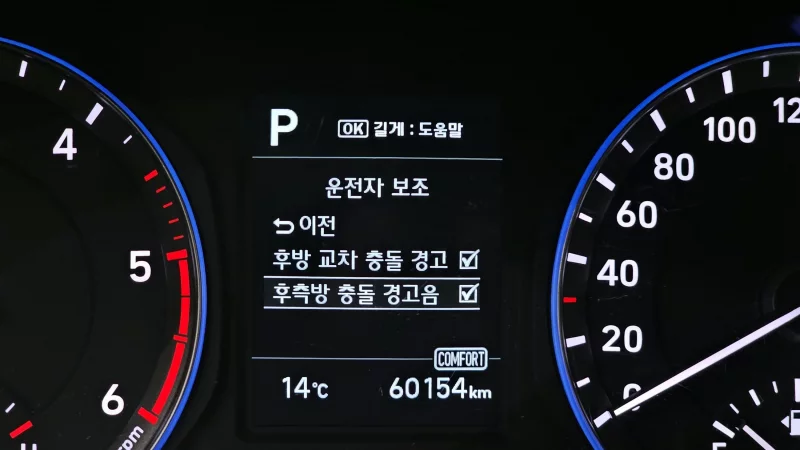 P
OK 길게 : 도움말
운전자 보조
이전
후방 교차 충돌 경고
후측방 충돌 경고음
COMFORT
14℃
60154km
4
5
6
120
100
80
60
40
20
0